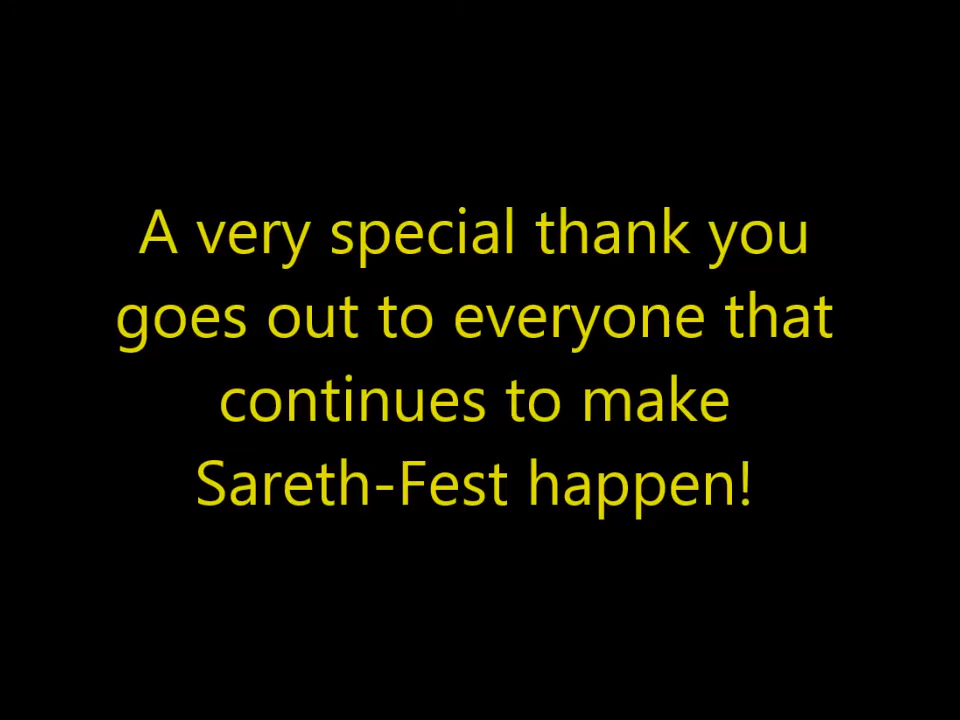 A very special thank you
goes out to everyone that
continues to make
Sareth-Fest happen!